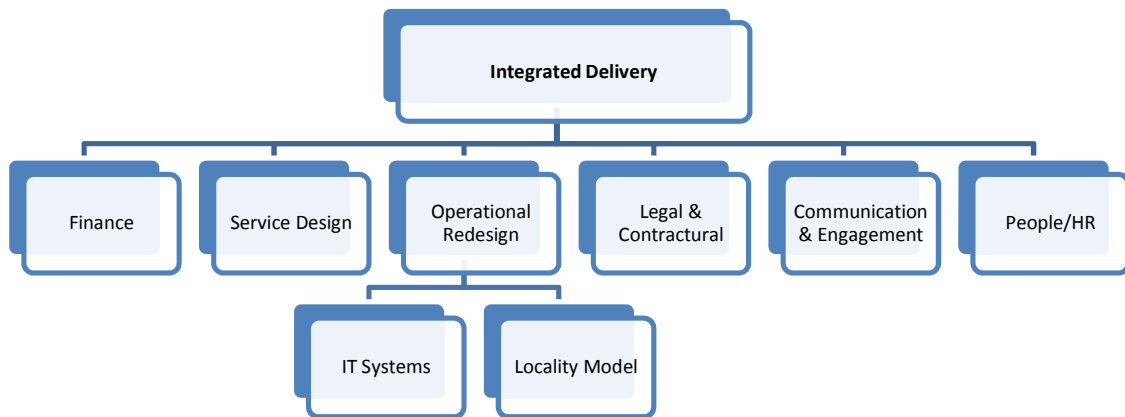 Integrated Delivery
Finance
Service Design
Operational
Redesign
Legal &
Contractural
Communication
& Engagement
People/HR
IT Systems
Locality Model